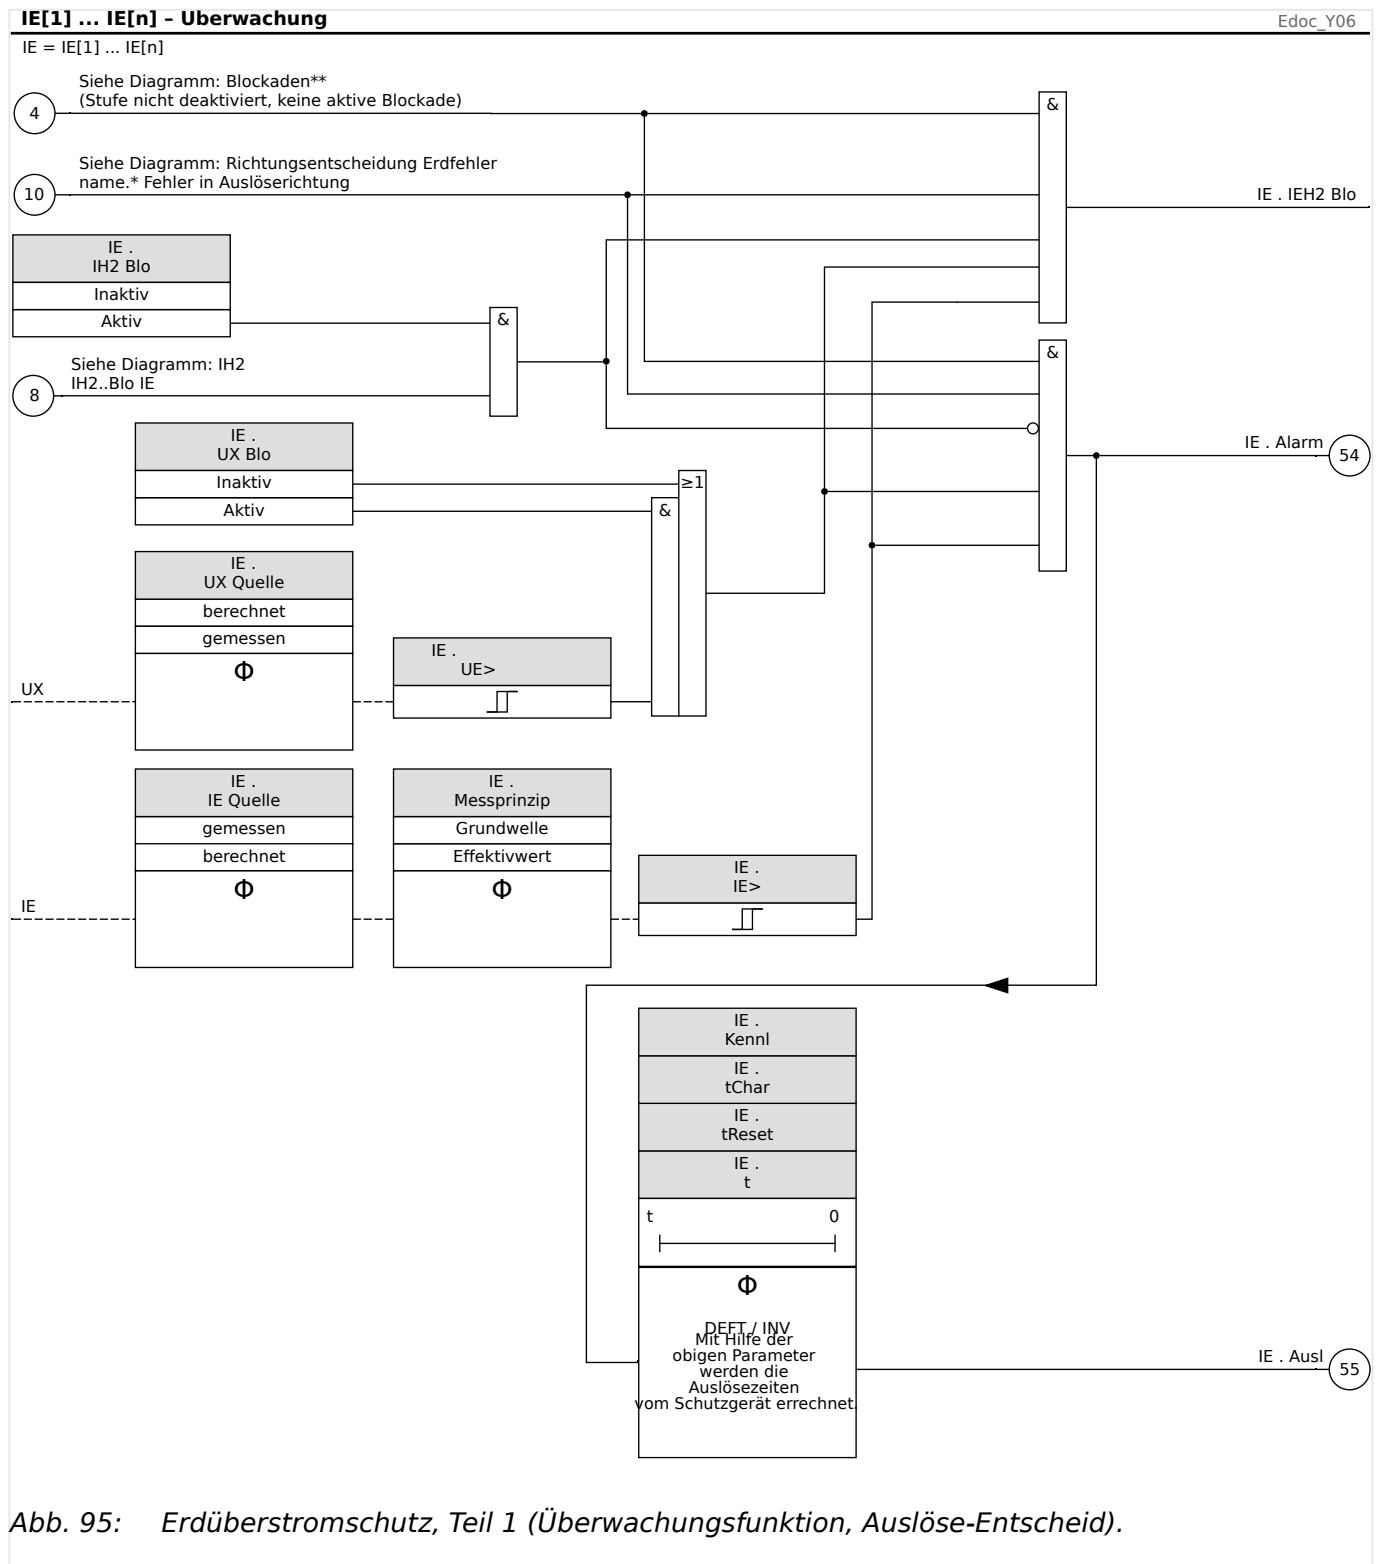 IE[1] ... IE[n] – Überwachung
Edoc_Y06
IE = IE[1] ... IE[n]
Siehe Diagramm: Blockaden**
(Stufe nicht deaktiviert, keine aktive Blockade)
4
&
Siehe Diagramm: Richtungsentscheidung Erdfehler
name.* Fehler in Auslöserichtung
10
IE . IEH2 Blo
IE .
IH2 Blo
Inaktiv
Aktiv
&
&
Siehe Diagramm: IH2
IH2..Blo IE
8
IE .
UX Blo
Inaktiv
Aktiv
≥1
&
IE . Alarm
54
IE .
UX Quelle
berechnet
gemessen
Φ
UX
IE .
UE>
IE .
IE Quelle
gemessen
berechnet
Φ
IE
IE .
Messprinzip
Grundwelle
Effektivwert
Φ
IE .
IE>
IE .
Kennl
IE .
tChar
IE .
tReset
IE .
t
t 0
Φ
DEFT / INV
Mit Hilfe der
obigen Parameter
werden die
Auslösezeiten
vom Schutzgerät errechnet.
IE . Ausl
55
Abb. 95: Erdüberstromschutz, Teil 1 (Überwachungsfunktion, Auslöse-Entscheid).